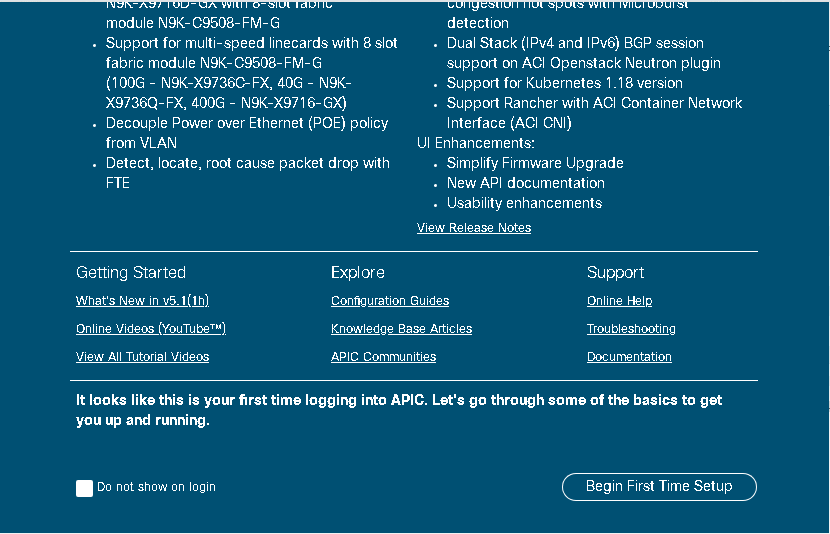 N9K-X9716D-GX with 8-slot fabric
module N9K-C9508-FM-G
Support for multi-speed linecards with 8 slot
fabric module N9K-C9508-FM-G
(100G - N9K-X9736C-FX, 40G - N9K-
X9736Q-FX, 400G - N9K-X9716-GX)
Decouple Power over Ethernet (POE) policy
from VLAN
Detect, locate, root cause packet drop with
FTE
congestion hot spots with Microburst
detection
Dual Stack (IPv4 and IPv6) BGP session
support on ACI Openstack Neutron plugin
Support for Kubernetes 1.18 version
Support Rancher with ACI Container Network
Interface (ACI CNI)
UI Enhancements:
Simplify Firmware Upgrade
New API documentation
Usability enhancements
View Release Notes
Getting Started
What's New in v5.1(1h)
Online Videos (YouTube™)
View All Tutorial Videos
Explore
Configuration Guides
Knowledge Base Articles
APIC Communities
Support
Online Help
Troubleshooting
Documentation
It looks like this is your first time logging into APIC. Let's go through some of the basics to get
you up and running.
Do not show on login
Begin First Time Setup